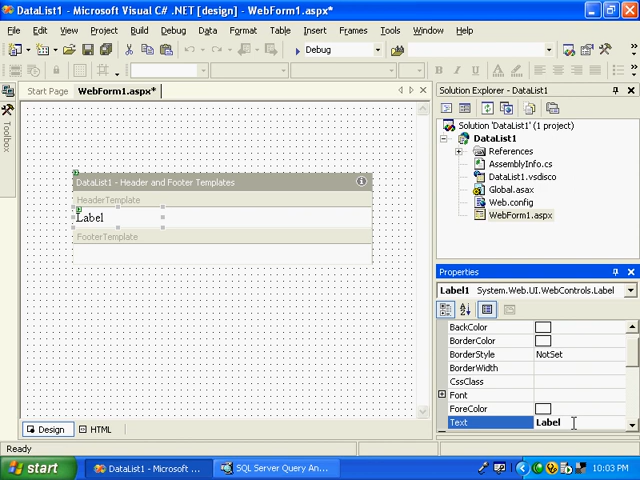 DataList1 - Microsoft Visual C# .NET [design] - WebForm1.aspx*
File Edit View Project Build Debug Data Format Table Insert Frames Tools Window Help
Debug
B I U A
Start Page WebForm1.aspx*
Toolbox
DataList1 - Header and Footer Templates
HeaderTemplate
Label
FooterTemplate
Design HTML
Solution Explorer - DataList1
Solution 'DataList1' (1 project)
DataList1
References
AssemblyInfo.cs
DataList1.vsdisco
Global.asax
Web.config
WebForm1.aspx
Properties
Label1 System.Web.UI.WebControls.Label
BackColor
BorderColor
BorderStyle NotSet
BorderWidth
CssClass
Font
ForeColor
Text Label
Ready
start DataList1 - Microsoft ... SQL Server Query An... 10:03 PM